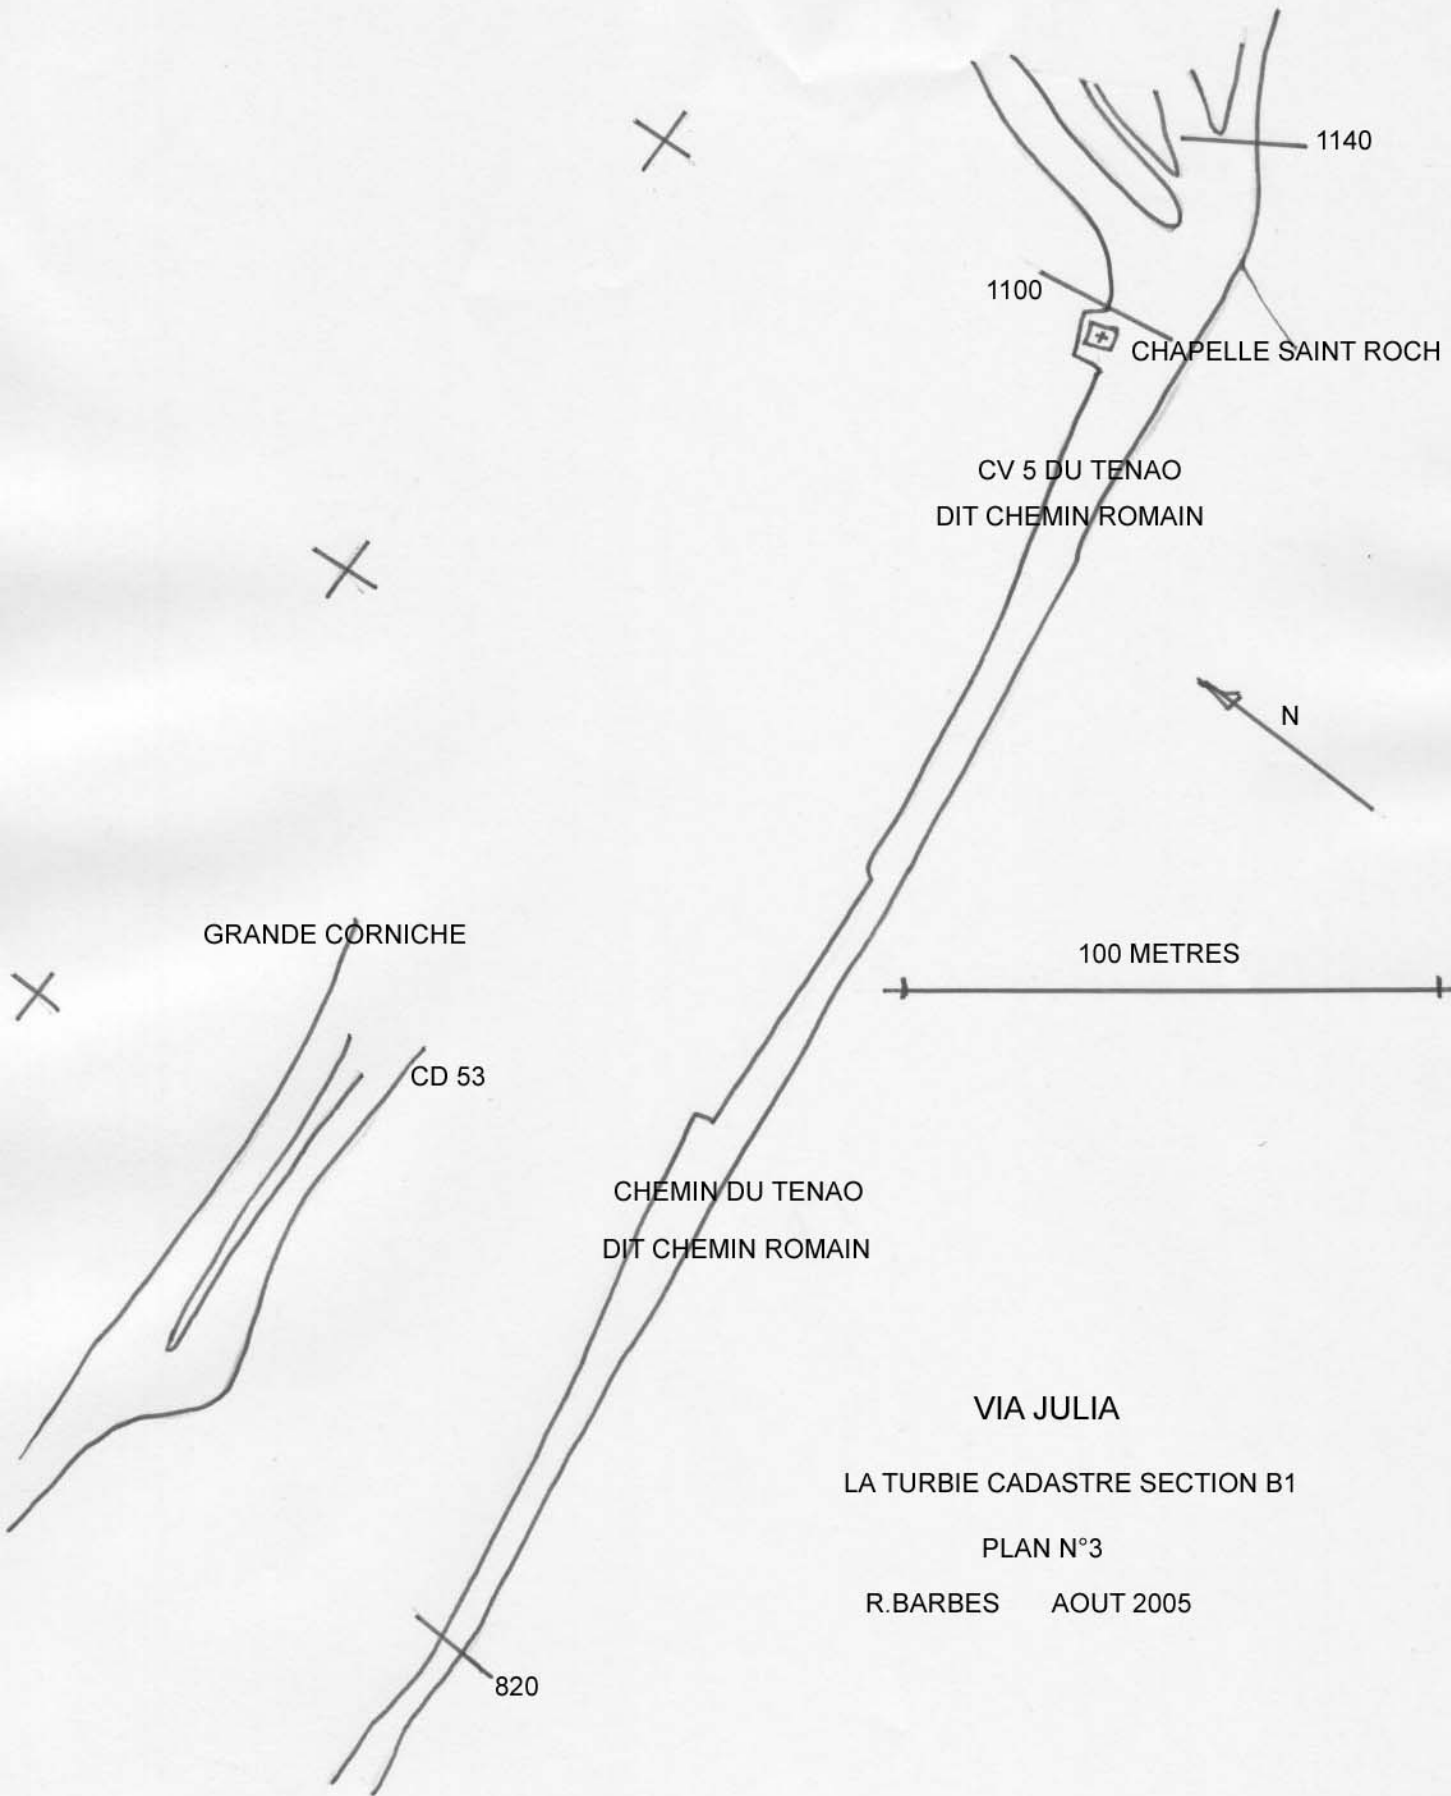 1140
1100
CHAPELLE SAINT ROCH
CV 5 DU TENAO
DIT CHEMIN ROMAIN
N
GRANDE CORNICHE
100 METRES
CD 53
CHEMIN DU TENAO
DIT CHEMIN ROMAIN
VIA JULIA
LA TURBIE CADASTRE SECTION B1
PLAN N°3
R.BARBES AOUT 2005
820